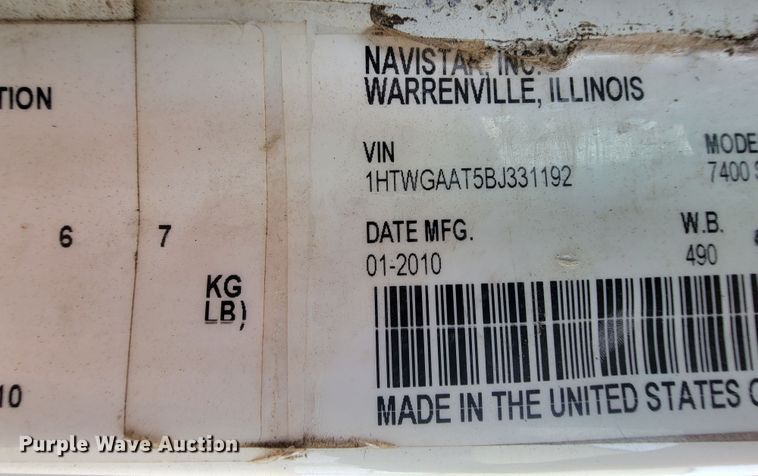 TION
6 7
KG
LB)
10
NAVISTAR, INC.
WARRENVILLE, ILLINOIS
VIN MODE
1HTWGAAT5BJ331192 7400 S
DATE MFG. W.B.
01-2010 490
MADE IN THE UNITED STATES O
Purple Wave Auction